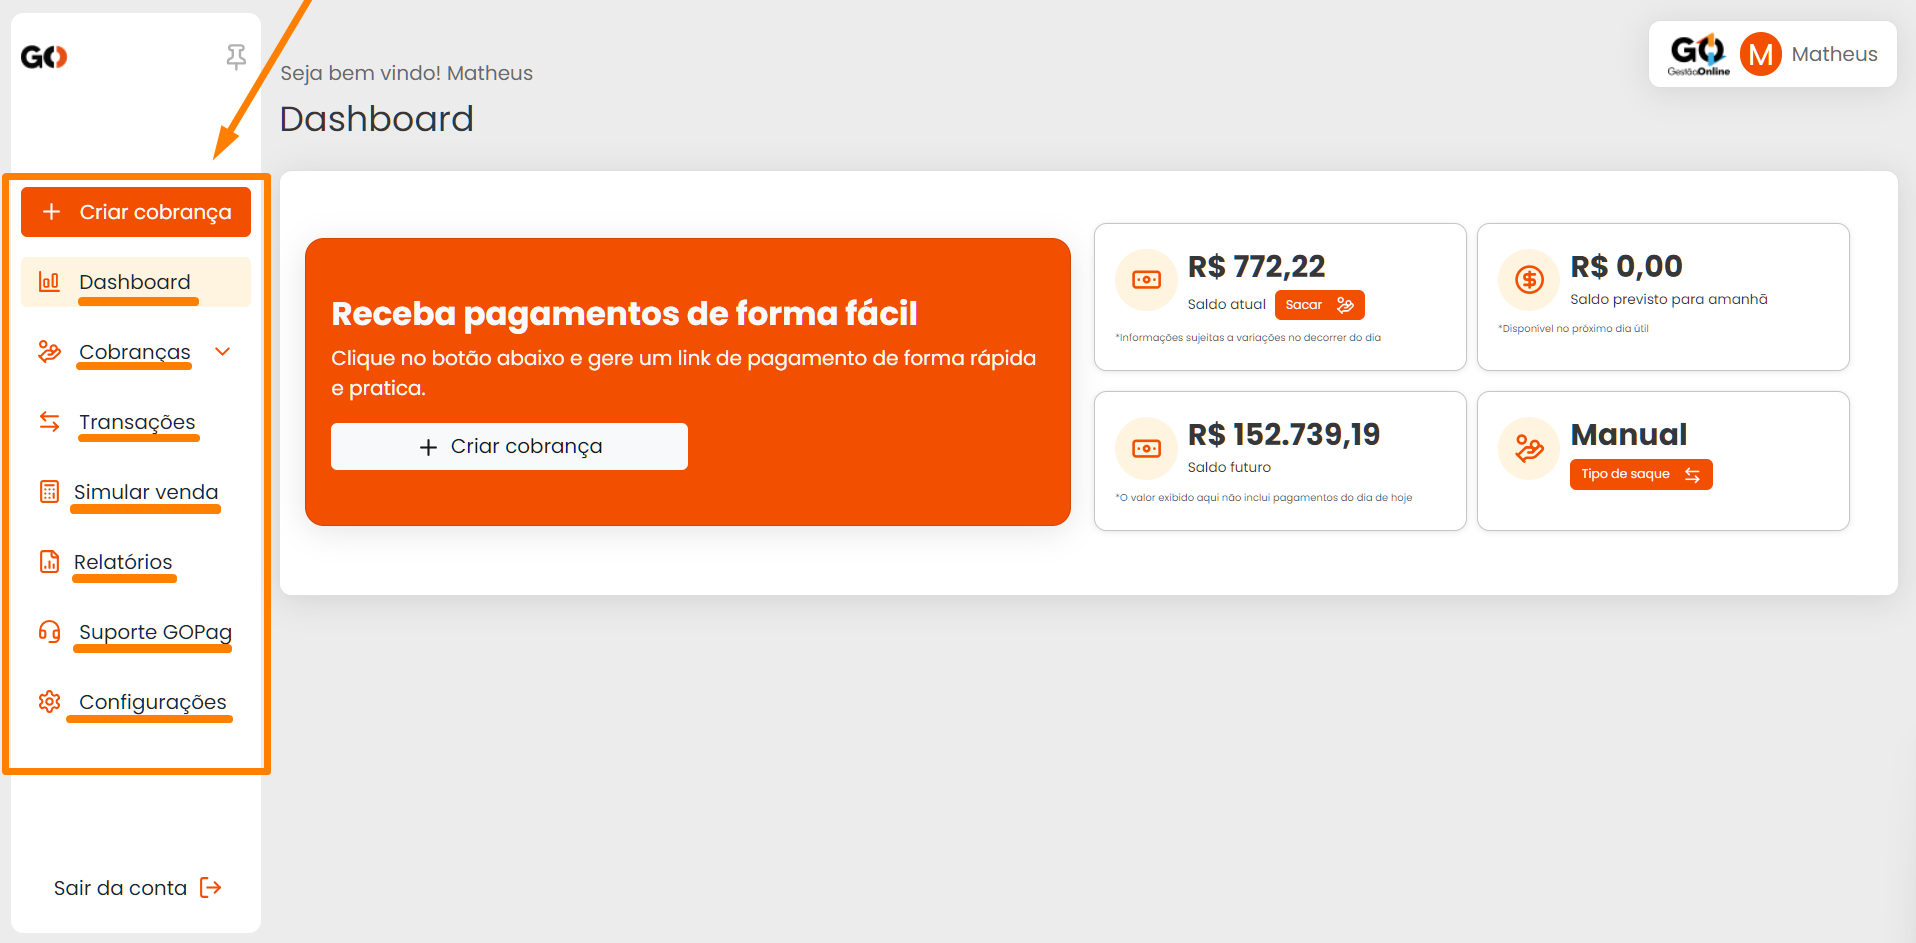 GO
Criar cobrança
Dashboard
Cobranças
Transações
Simular venda
Relatórios
Suporte GOPag
Configurações
Sair da conta
Seja bem vindo! Matheus
Dashboard
GO
GestãoOnline
M
Matheus
Receba pagamentos de forma fácil
Clique no botão abaixo e gere um link de pagamento de forma rápida
e pratica.
Criar cobrança
R$ 772,22
Saldo atual
Sacar
*Informações sujeitas a variações no decorrer do dia
R$ 0,00
Saldo previsto para amanhã
*Disponível no próximo dia útil
R$ 152.739,19
Saldo futuro
*O valor exibido aqui não inclui pagamentos do dia de hoje
Manual
Tipo de saque